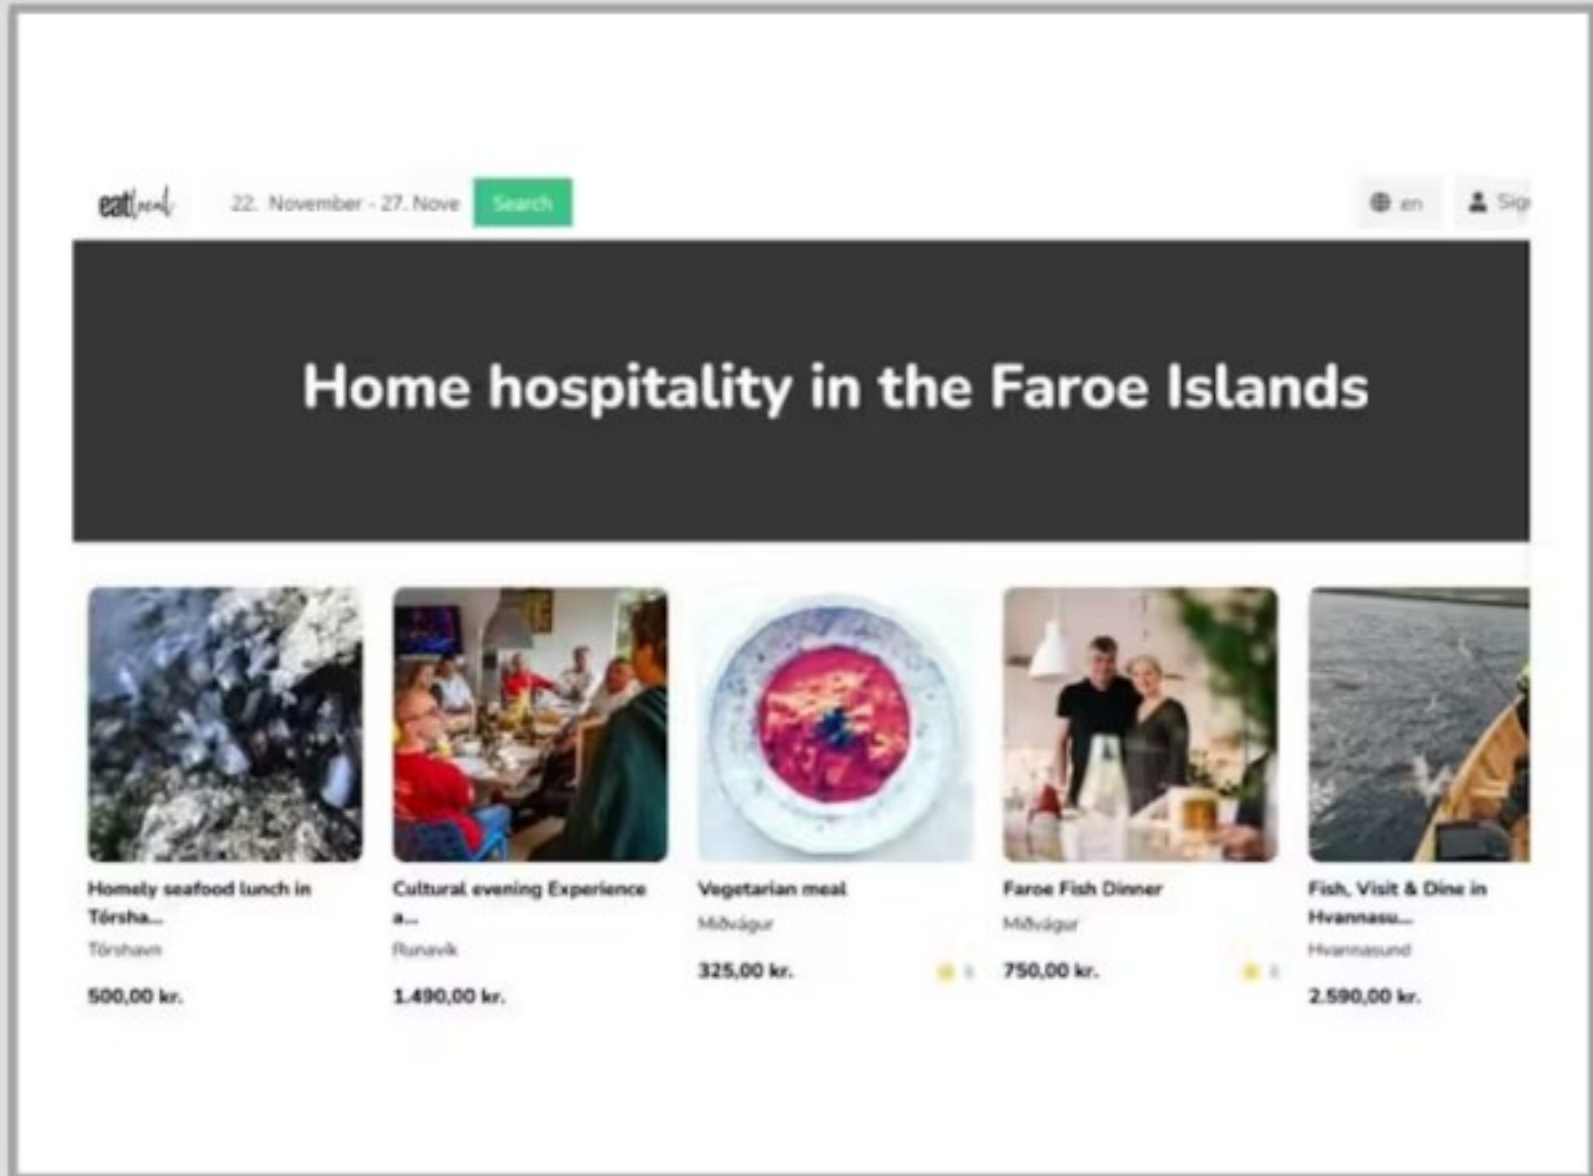 eatlocal
22. November - 27. Nove
Search
en
Sign
Home hospitality in the Faroe Islands
Homely seafood lunch in
Tórsha...
Tórshavn
500,00 kr.
Cultural evening Experience
a...
Runavík
1.490,00 kr.
Vegetarian meal
Miðvágur
325,00 kr.
Faroe Fish Dinner
Miðvágur
750,00 kr.
Fish, Visit & Dine in
Hvannasu...
Hvannasund
2.590,00 kr.